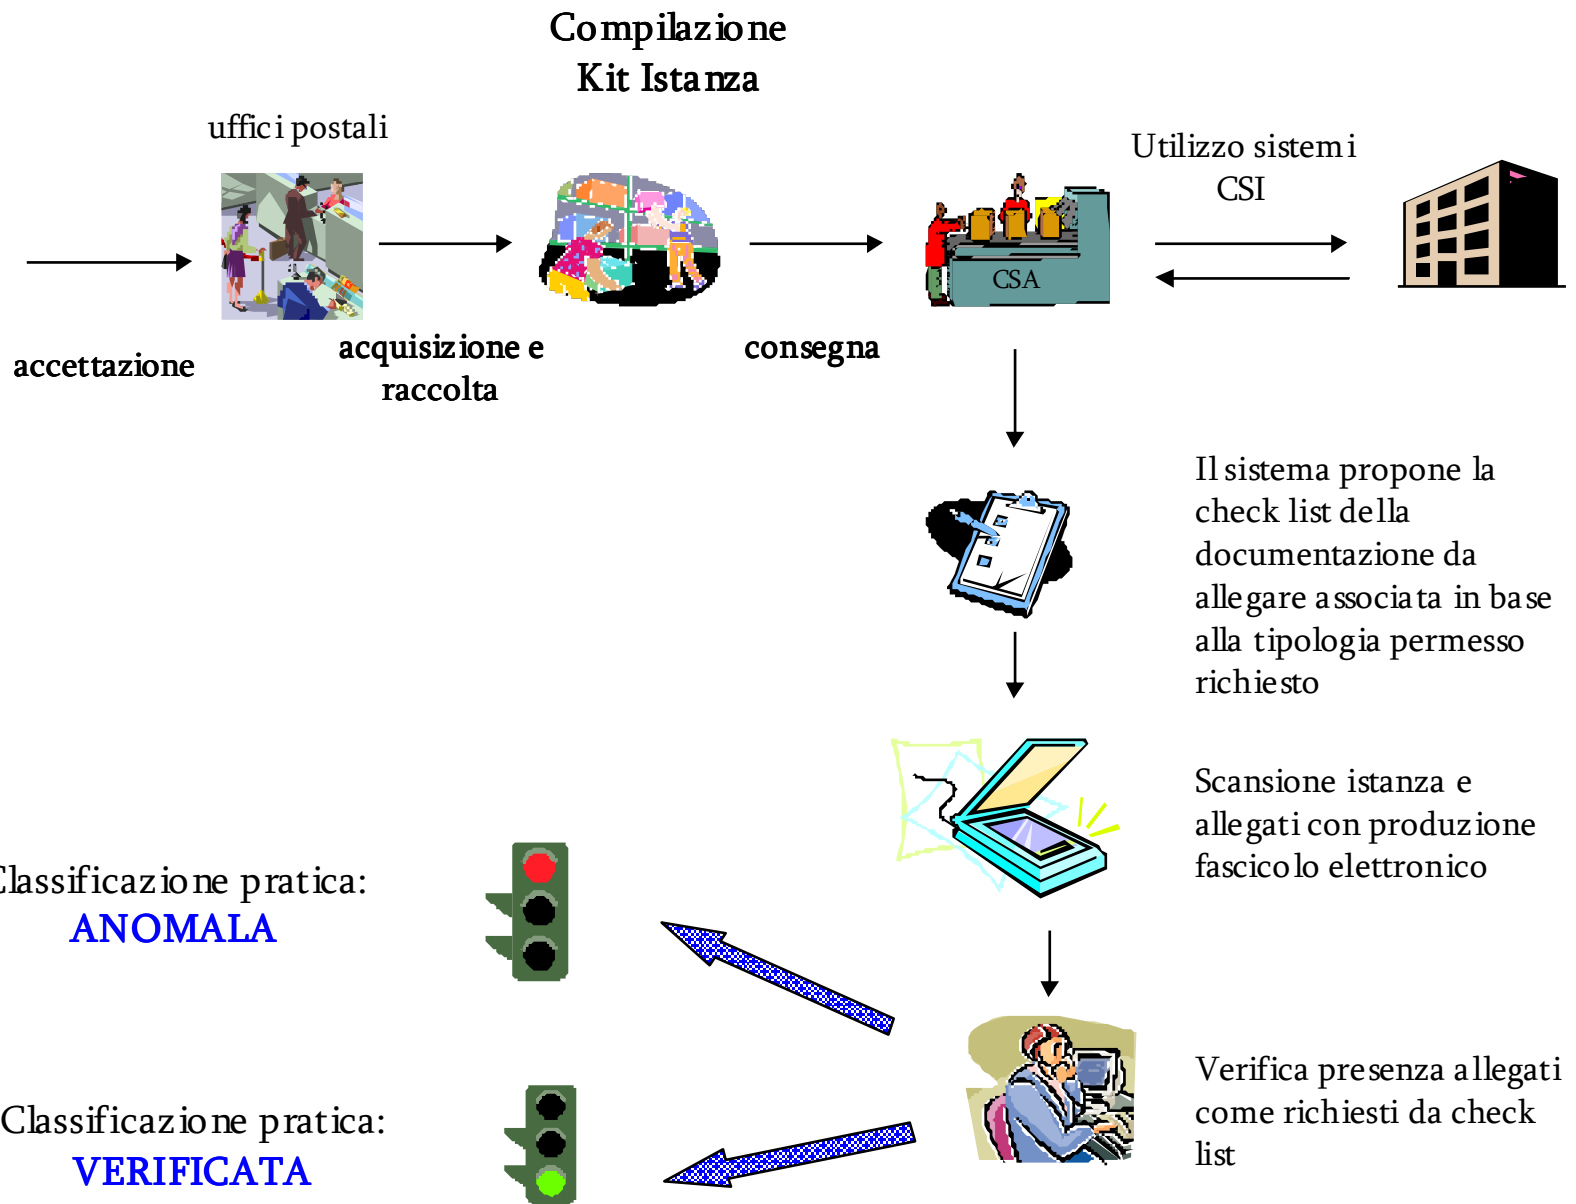 Compilazione
Kit Istanza
uffici postali
Utilizzo sistemi
CSI
CSA
accettazione
acquisizione e
raccolta
consegna
Il sistema propone la
check list della
documentazione da
allegare associata in base
alla tipologia permesso
richiesto
Scansione istanza e
allegati con produzione
fascicolo elettronico
Classificazione pratica:
ANOMALA
Verifica presenza allegati
come richiesti da check
list
Classificazione pratica:
VERIFICATA